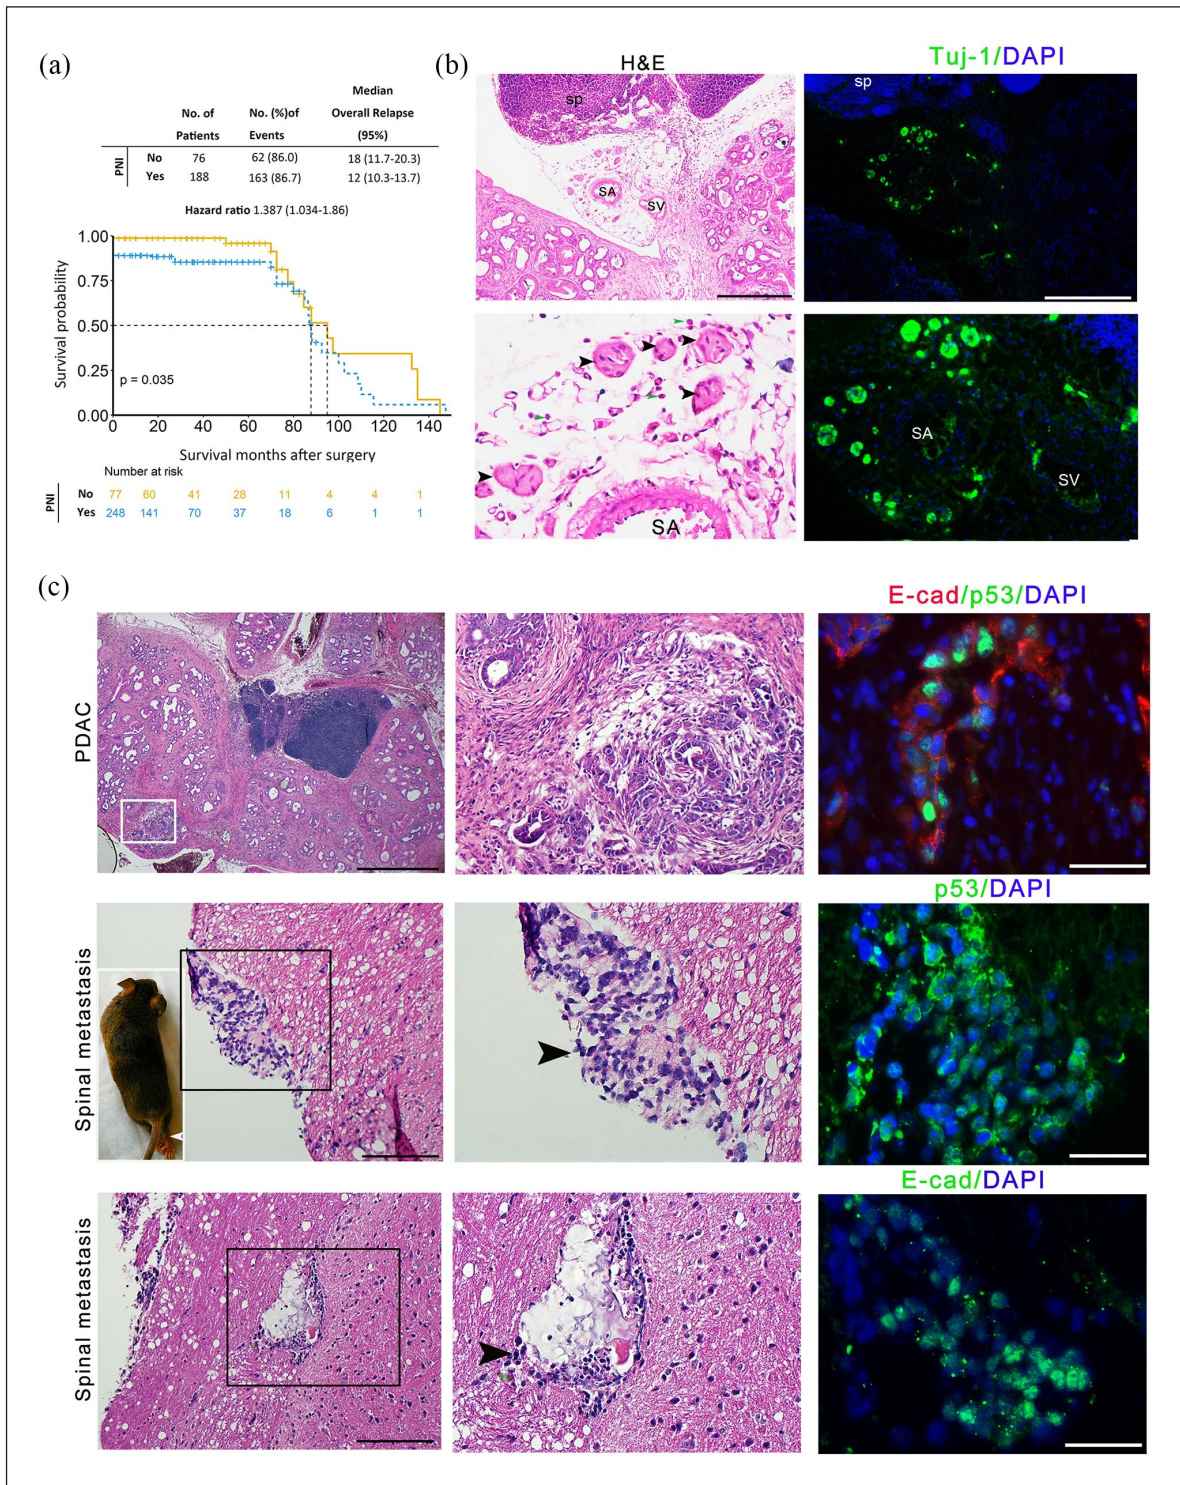 (a)
Median
No. of No. (%)of Overall Relapse
Patients Events (95%)
PNI
No 76 62 (86.0) 18 (11.7-20.3)
Yes 188 163 (86.7) 12 (10.3-13.7)
Hazard ratio 1.387 (1.034-1.86)
Survival probability
1.00
0.75
0.50
0.25
0.00
p = 0.035
0 20 40 60 80 100 120 140
Survival months after surgery
Number at risk
PNI
No 77 60 41 28 11 4 4 1
Yes 248 141 70 37 18 6 1 1
(b)
H&E
Tuj-1/DAPI
sp
SA
SV
sp
SA
SA
SV
(c)
E-cad/p53/DAPI
PDAC
p53/DAPI
Spinal metastasis
E-cad/DAPI
Spinal metastasis